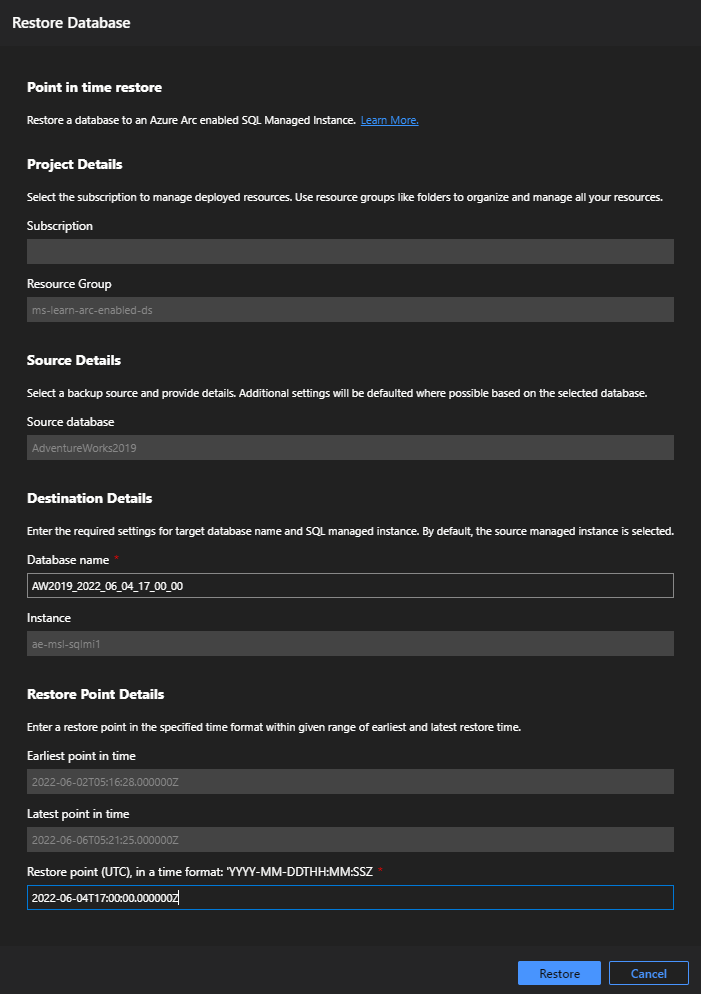 Restore Database
Point in time restore
Restore a database to an Azure Arc enabled SQL Managed Instance. Learn More.
Project Details
Select the subscription to manage deployed resources. Use resource groups like folders to organize and manage all your resources.
Subscription
Resource Group
ms-learn-arc-enabled-ds
Source Details
Select a backup source and provide details. Additional settings will be defaulted where possible based on the selected database.
Source database
AdventureWorks2019
Destination Details
Enter the required settings for target database name and SQL managed instance. By default, the source managed instance is selected.
Database name *
AW2019_2022_06_04_17_00_00
Instance
ae-msl-sqlmi1
Restore Point Details
Enter a restore point in the specified time format within given range of earliest and latest restore time.
Earliest point in time
2022-06-02T05:16:28.000000Z
Latest point in time
2022-06-06T05:21:25.000000Z
Restore point (UTC), in a time format: 'YYYY-MM-DDTHH:MM:SSZ *
2022-06-04T17:00:00.000000Z
Restore
Cancel